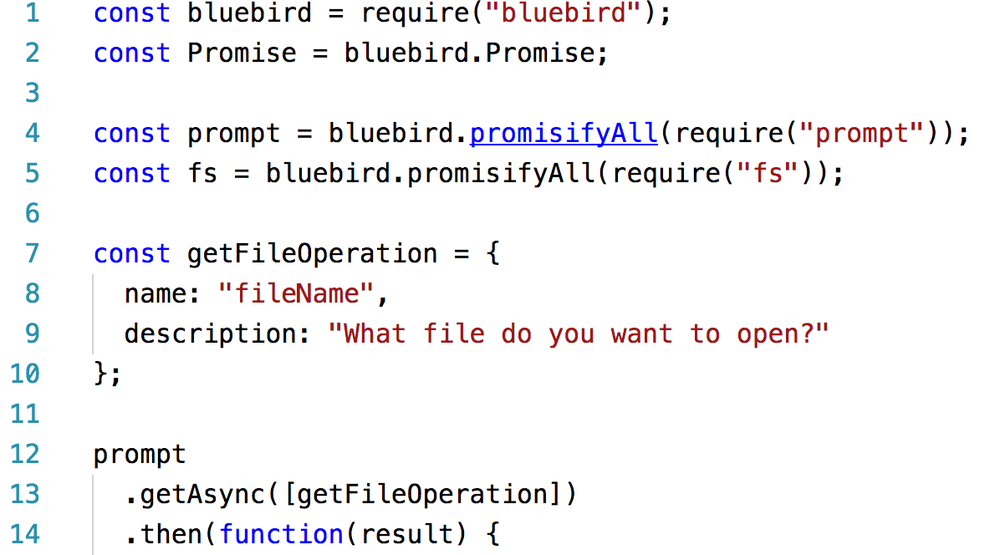 1 const bluebird = require("bluebird");
2 const Promise = bluebird.Promise;
3
4 const prompt = bluebird.promisifyAll(require("prompt"));
5 const fs = bluebird.promisifyAll(require("fs"));
6
7 const getFileOperation = {
8 name: "fileName",
9 description: "What file do you want to open?"
10 };
11
12 prompt
13 .getAsync([getFileOperation])
14 .then(function(result) {